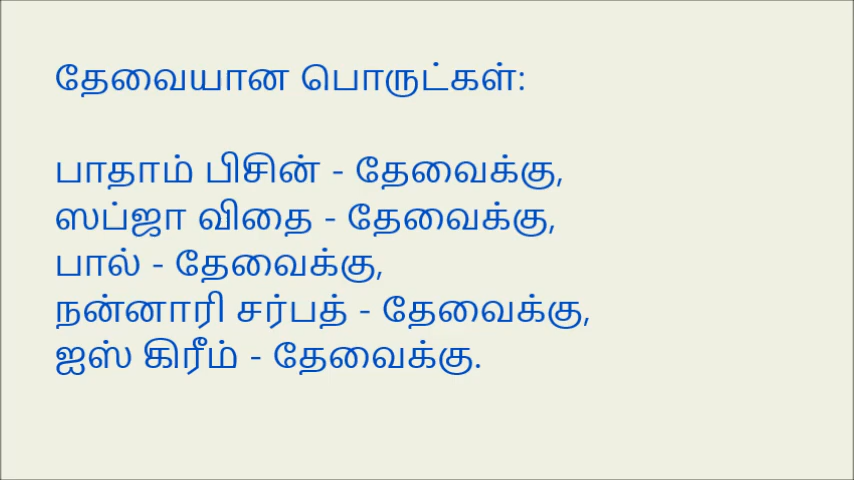 தேவையான பொருட்கள்:
பாதாம் பிசின் - தேவைக்கு,
ஸப்ஜா விதை - தேவைக்கு,
பால் - தேவைக்கு,
நன்னாரி சர்பத் - தேவைக்கு,
ஐஸ் கிரீம் - தேவைக்கு.